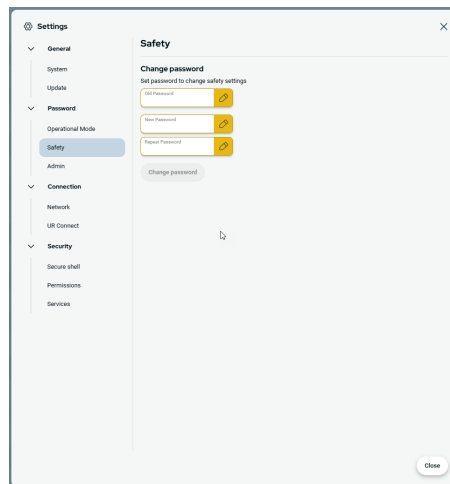 Settings
General
System
Update
Password
Operational Mode
Safety
Admin
Connection
Network
UR Connect
Security
Secure shell
Permissions
Services
Safety
Change password
Set password to change safety settings
Old Password
New Password
Repeat Password
Change password
Close